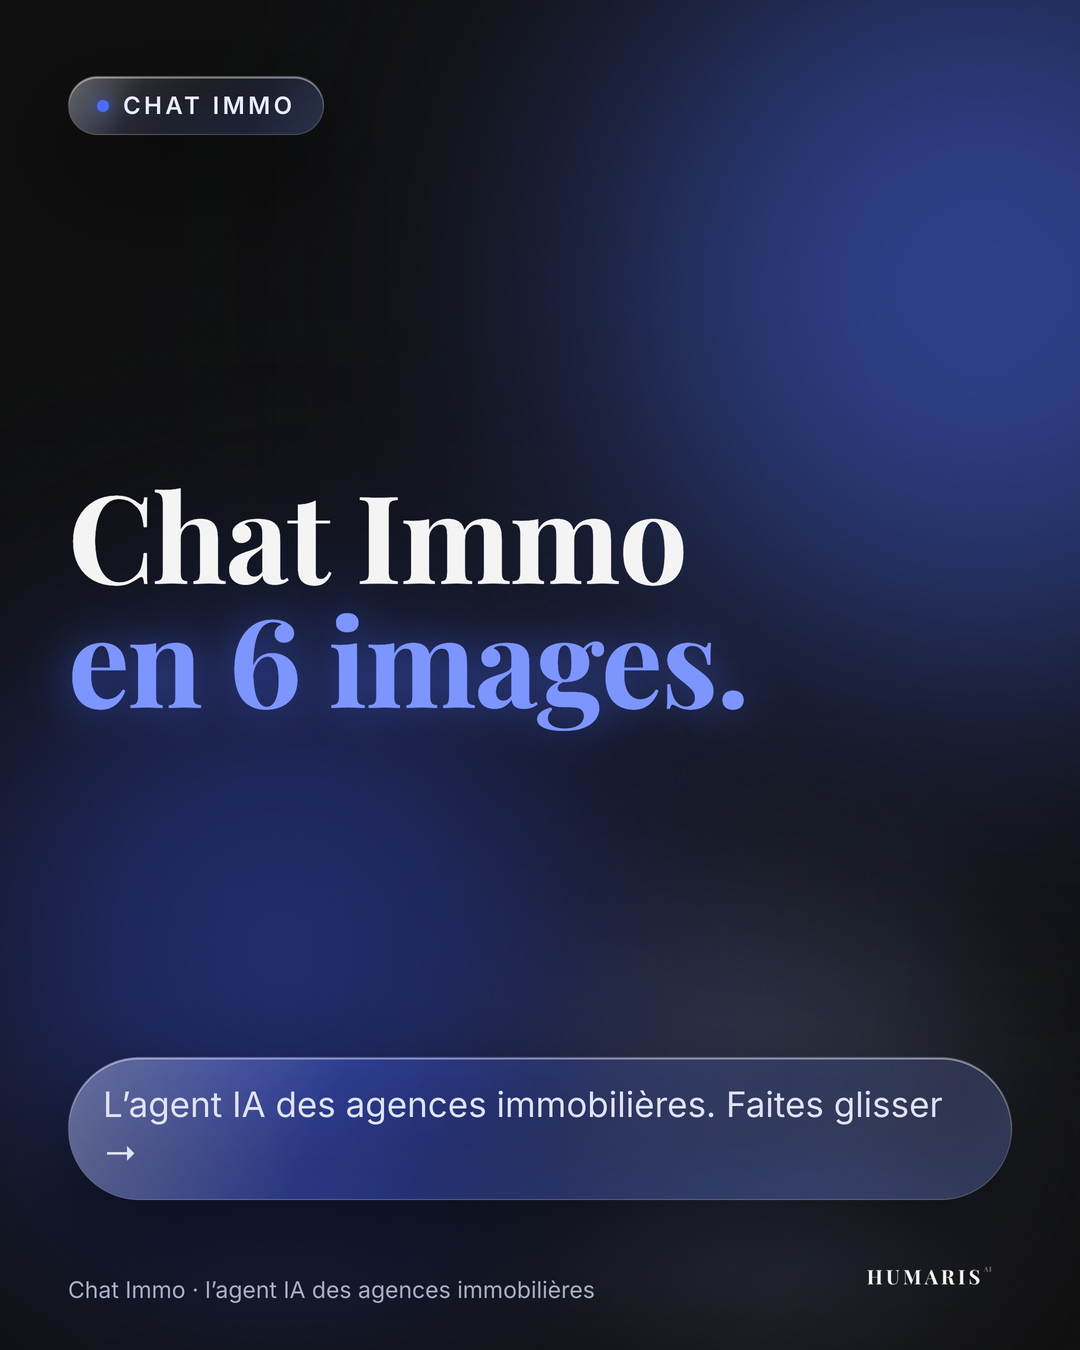 CHAT IMMO
Chat Immo
en 6 images.
L’agent IA des agences immobilières. Faites glisser
→
Chat Immo · l’agent IA des agences immobilières
HUMARIS AI